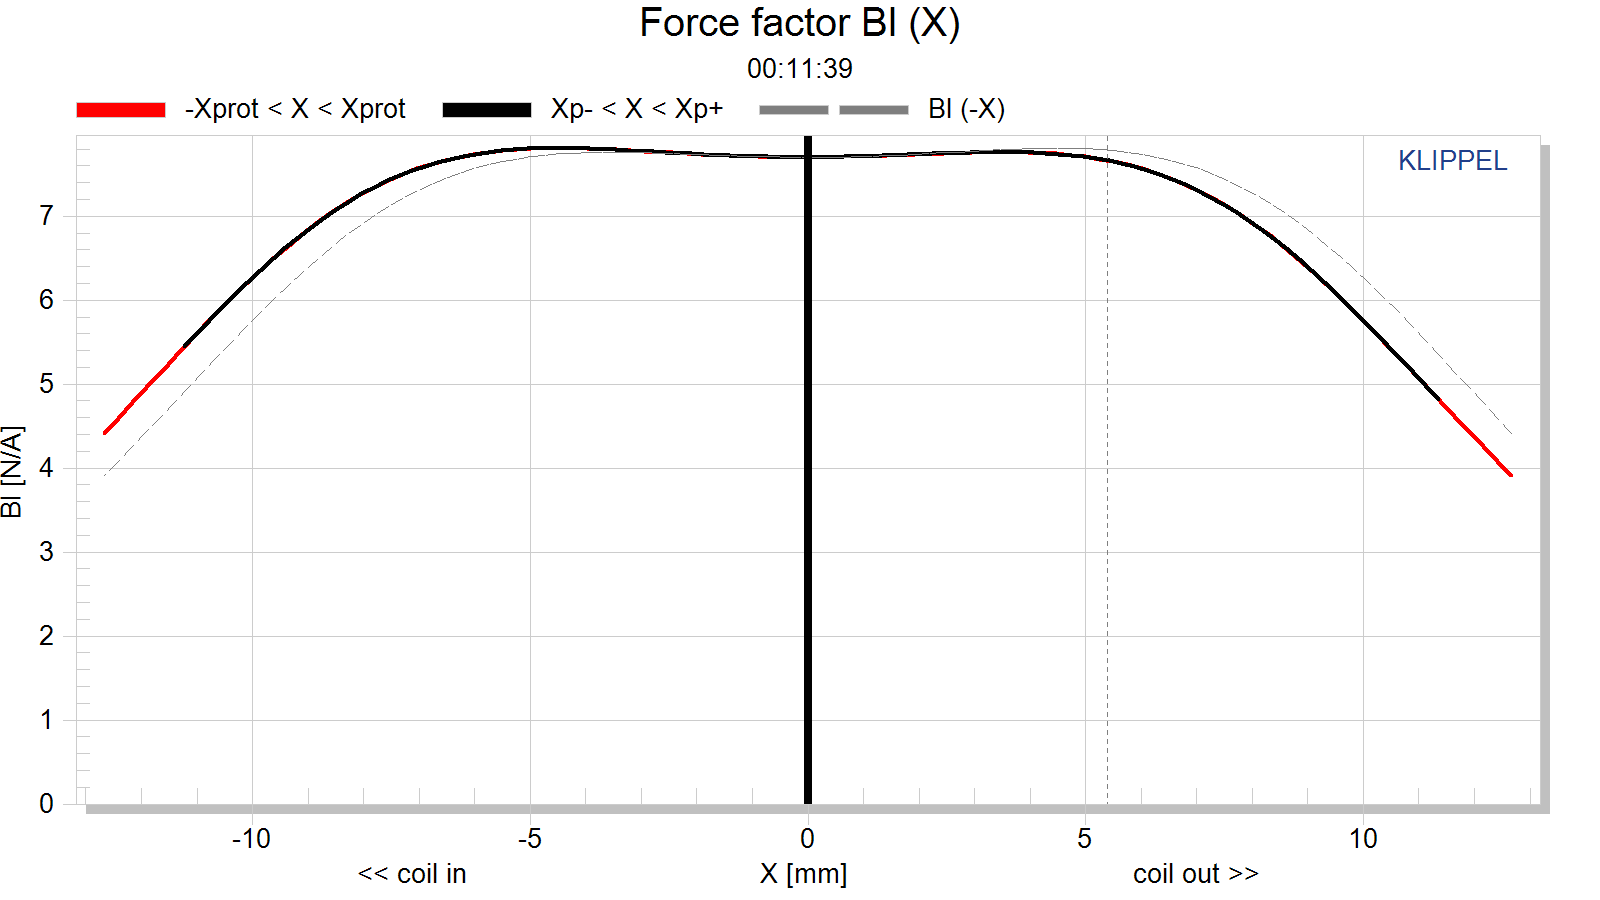 Force factor Bl (X)
00:11:39
-Xprot < X < Xprot Xp- < X < Xp+ Bl (-X)
KLIPPEL
7
6
5
4
3
2
1
0
Bl [N/A]
-10 -5 0 5 10
<< coil in X [mm] coil out >>